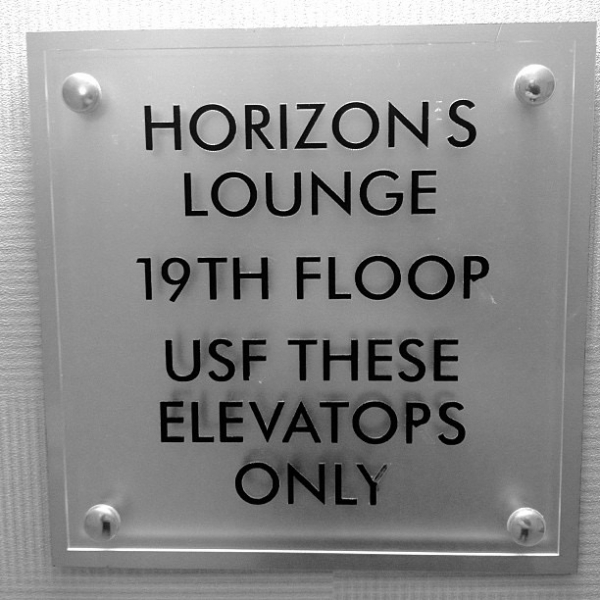 HORIZON S
LOUNGE
19TH FLOOP
USF THESE
ELEVATOPS
ONLY